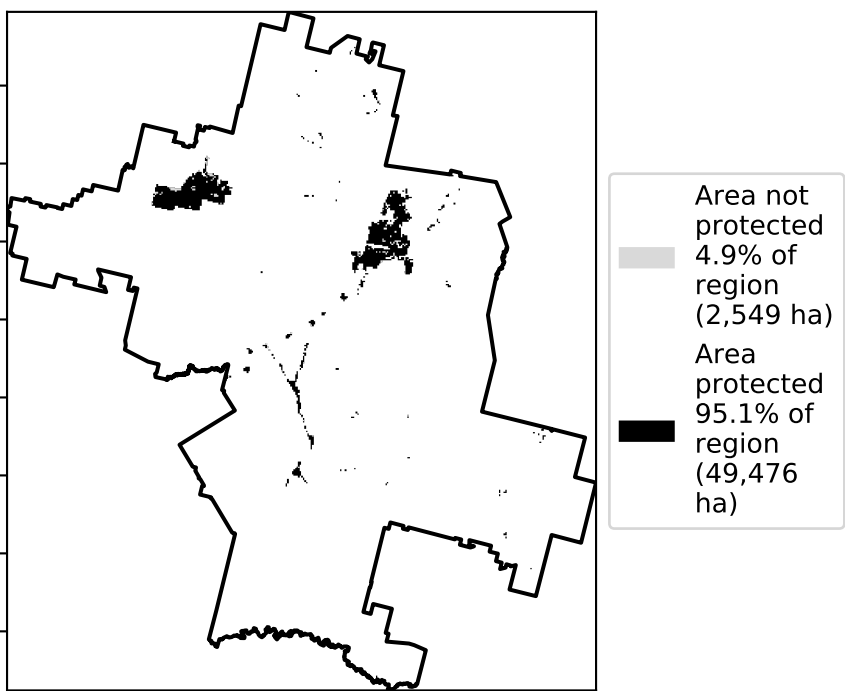 Area not
protected
4.9% of
region
(2,549 ha)
Area
protected
95.1% of
region
(49,476
ha)